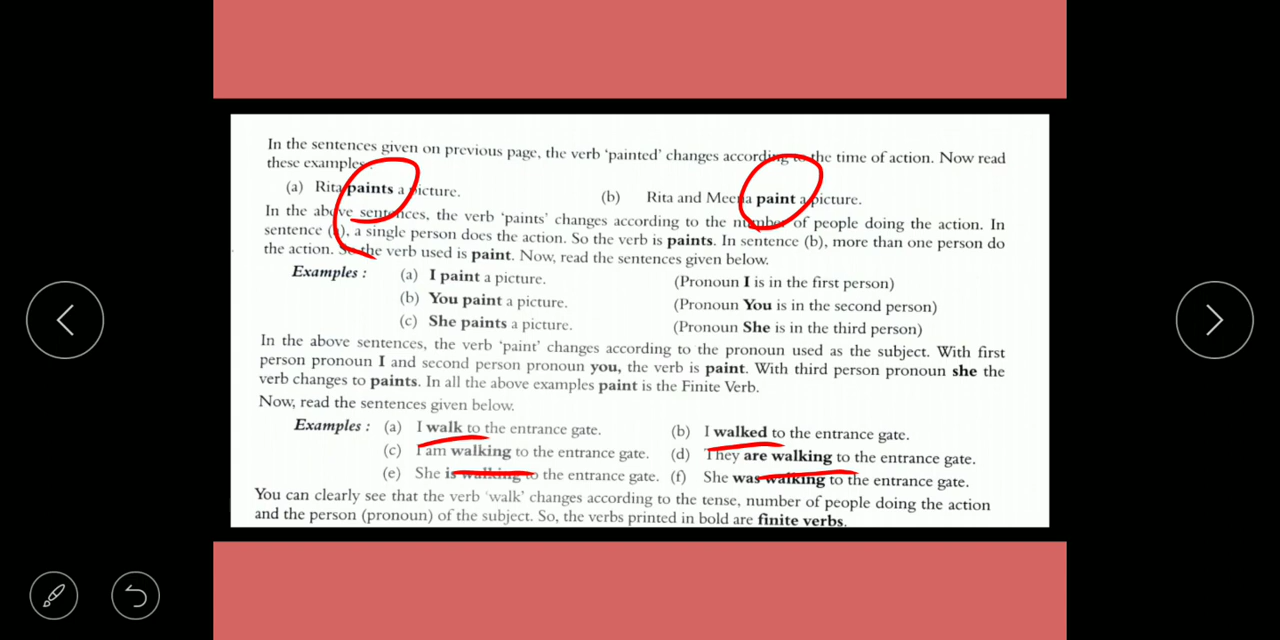 In the sentences given on previous page, the verb 'painted' changes according to the time of action. Now read
these examples.
(a) Rita paints a picture. (b) Rita and Meena paint a picture.
In the above sentences, the verb 'paints' changes according to the number of people doing the action. In
sentence (a), a single person does the action. So the verb is paints. In sentence (b), more than one person do
the action. So the verb used is paint. Now, read the sentences given below.
Examples : (a) I paint a picture. (Pronoun I is in the first person)
(b) You paint a picture. (Pronoun You is in the second person)
(c) She paints a picture. (Pronoun She is in the third person)
In the above sentences, the verb 'paint' changes according to the pronoun used as the subject. With first
person pronoun I and second person pronoun you, the verb is paint. With third person pronoun she the
verb changes to paints. In all the above examples paint is the Finite Verb.
Now, read the sentences given below.
Examples : (a) I walk to the entrance gate. (b) I walked to the entrance gate.
(c) I am walking to the entrance gate. (d) They are walking to the entrance gate.
(e) She is walking to the entrance gate. (f) She was walking to the entrance gate.
You can clearly see that the verb 'walk' changes according to the tense, number of people doing the action
and the person (pronoun) of the subject. So, the verbs printed in bold are finite verbs.